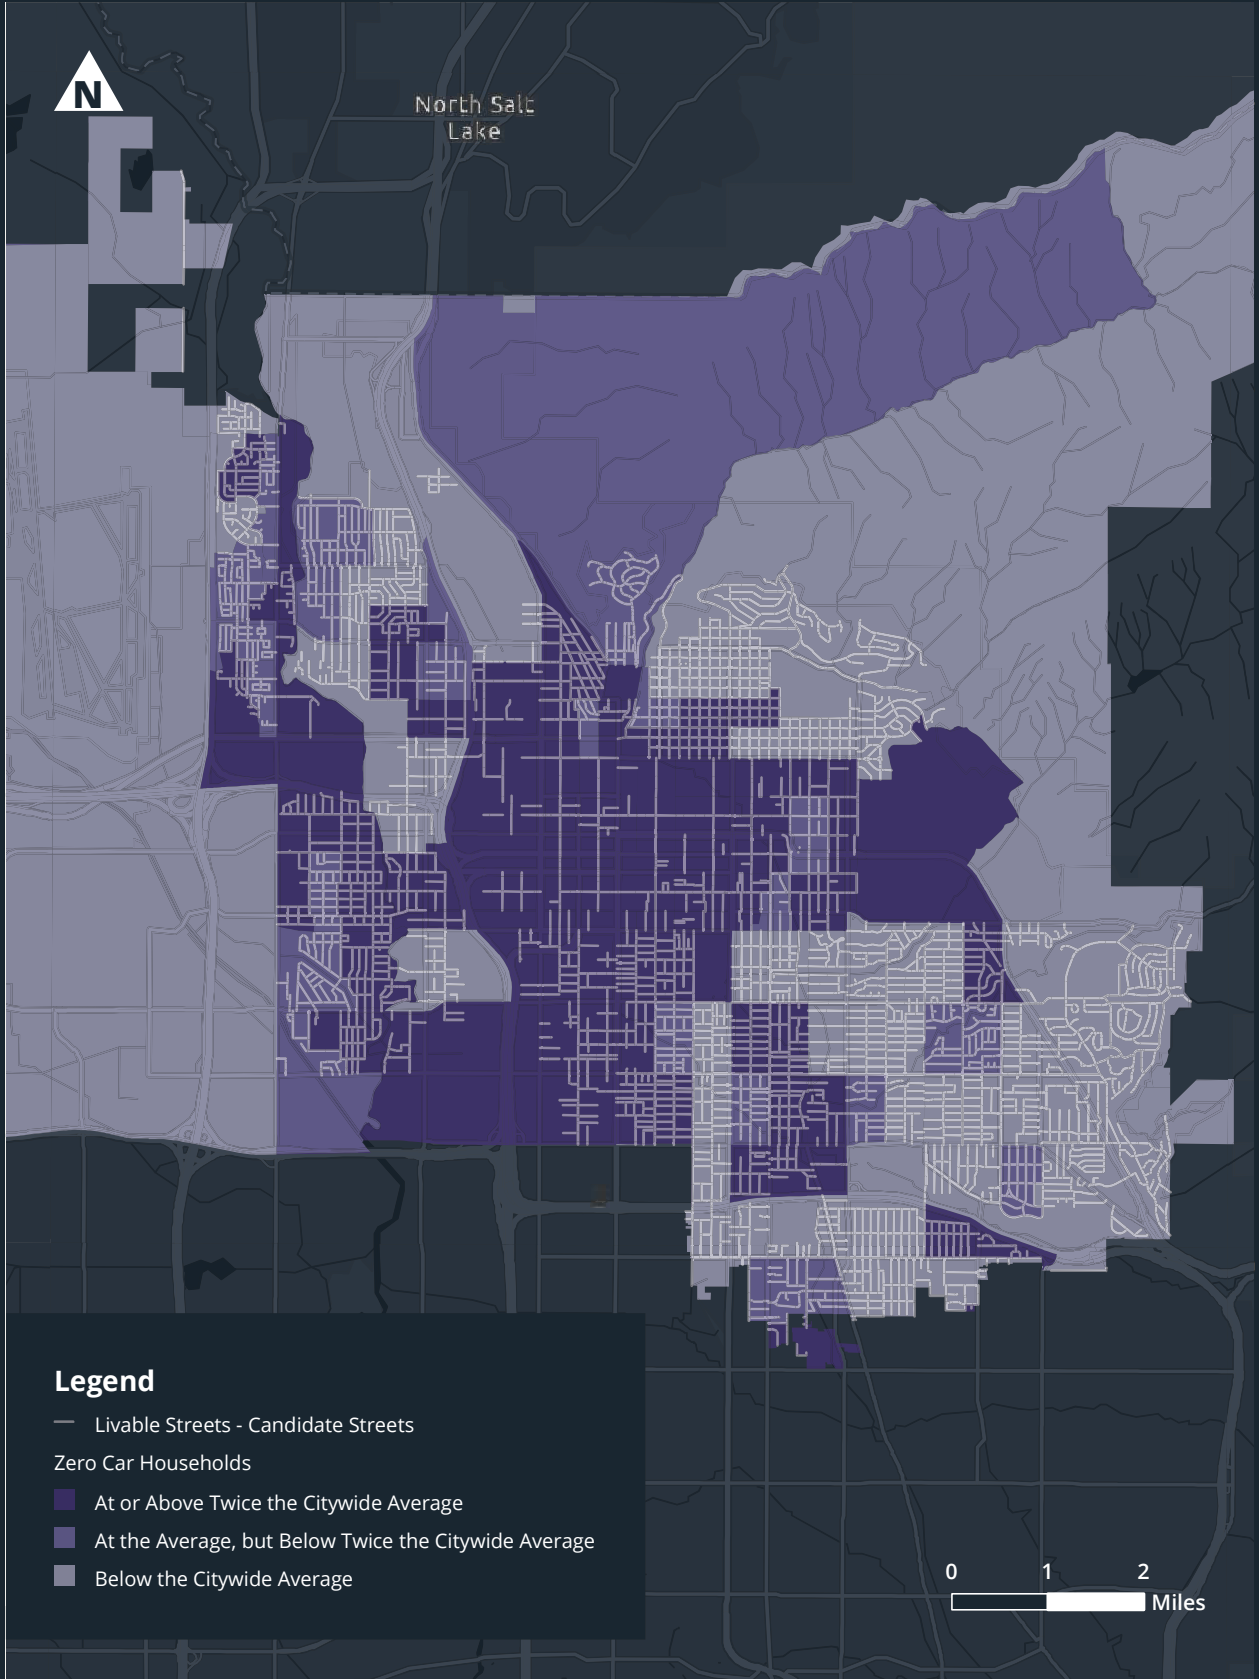 N
North Salt
Lake
Legend
Livable Streets - Candidate Streets
Zero Car Households
At or Above Twice the Citywide Average
At the Average, but Below Twice the Citywide Average
Below the Citywide Average
0 1 2
Miles